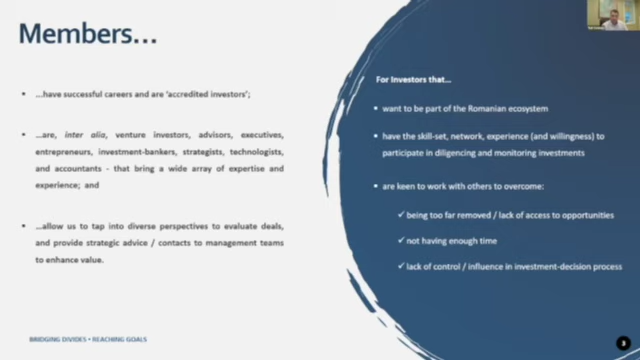 Members...
...have successful careers and are 'accredited investors';
...are, inter alia, venture investors, advisors, executives,
entrepreneurs, investment-bankers, strategists, technologists,
and accountants - that bring a wide array of expertise and
experience; and
...allow us to tap into diverse perspectives to evaluate deals,
and provide strategic advice / contacts to management teams
to enhance value.
For Investors that...
want to be part of the Romanian ecosystem
have the skill-set, network, experience (and willingness) to
participate in diligencing and monitoring investments
are keen to work with others to overcome:
being too far removed / lack of access to opportunities
not having enough time
lack of control / influence in investment-decision process
BRIDGING DIVIDES • REACHING GOALS
3